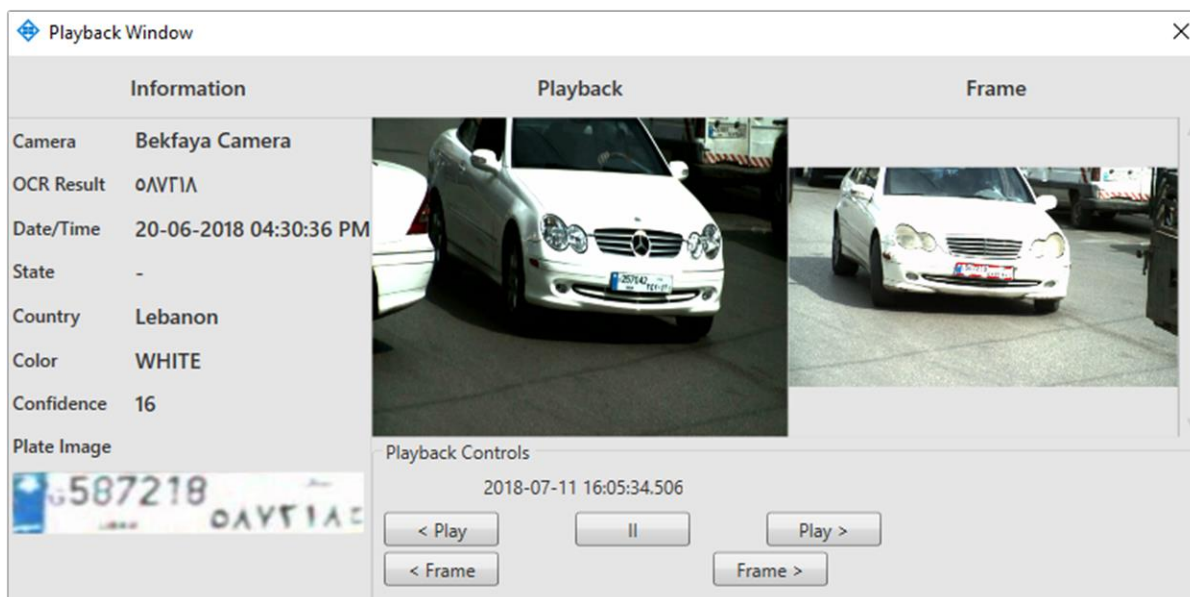 Playback Window
Information
Playback
Frame
Camera Bekfaya Camera
OCR Result ٥٨٧٢١٨
Date/Time 20-06-2018 04:30:36 PM
State -
Country Lebanon
Color WHITE
Confidence 16
Plate Image
G 587218
٥٨٧٢١٨
257042
Playback Controls
2018-07-11 16:05:34.506
< Play
II
Play >
< Frame
Frame >